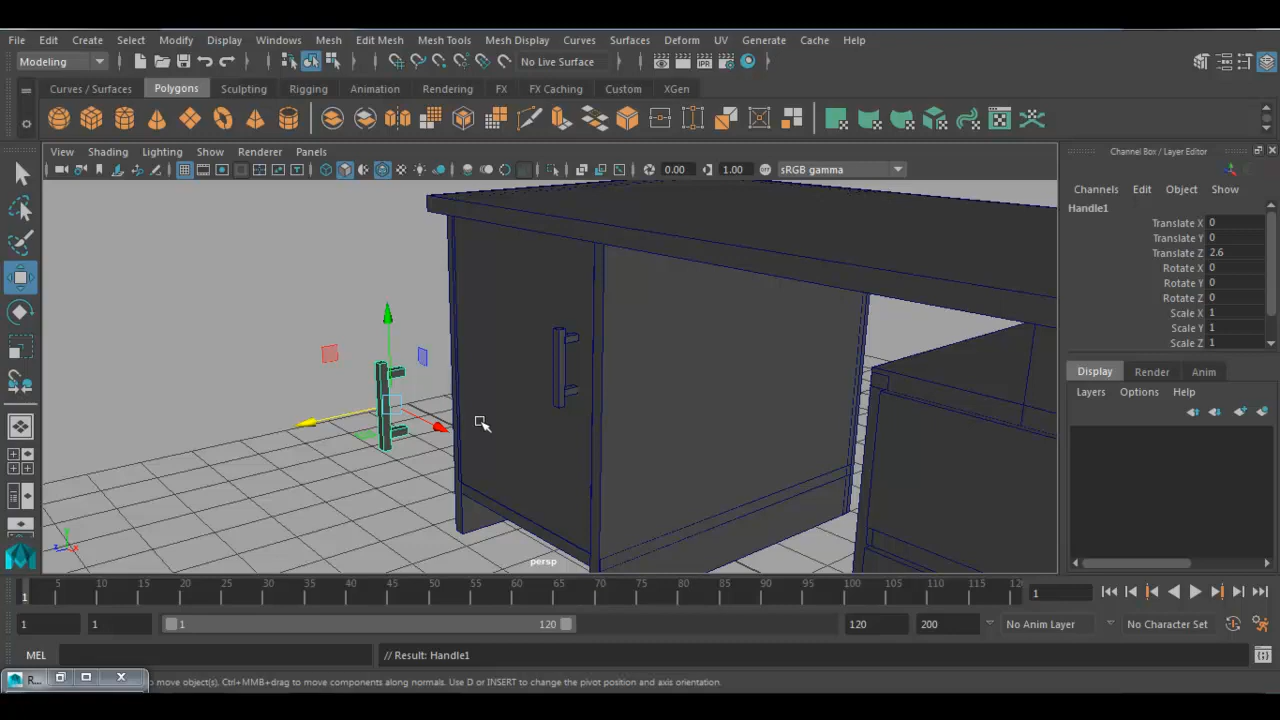 File Edit Create Select Modify Display Windows Mesh Edit Mesh Mesh Tools Mesh Display Curves Surfaces Deform UV Generate Cache Help
Modeling No Live Surface
Curves / Surfaces Polygons Sculpting Rigging Animation Rendering FX FX Caching Custom XGen
View Shading Lighting Show Renderer Panels Channel Box / Layer Editor
0.00 1.00 sRGB gamma
Channels Edit Object Show
Handle1
Translate X 0
Translate Y 0
Translate Z 2.6
Rotate X 0
Rotate Y 0
Rotate Z 0
Scale X 1
Scale Y 1
Scale Z 1
Display Render Anim
Layers Options Help
persp
5 10 15 20 25 30 35 40 45 50 55 60 65 70 75 80 85 90 95 100 105 110 115 12
1 1
1 1 1 120 120 200 No Anim Layer No Character Set
MEL // Result: Handle1
R... to move object(s). Ctrl+MMB+drag to move components along normals. Use D or INSERT to change the pivot position and axis orientation.